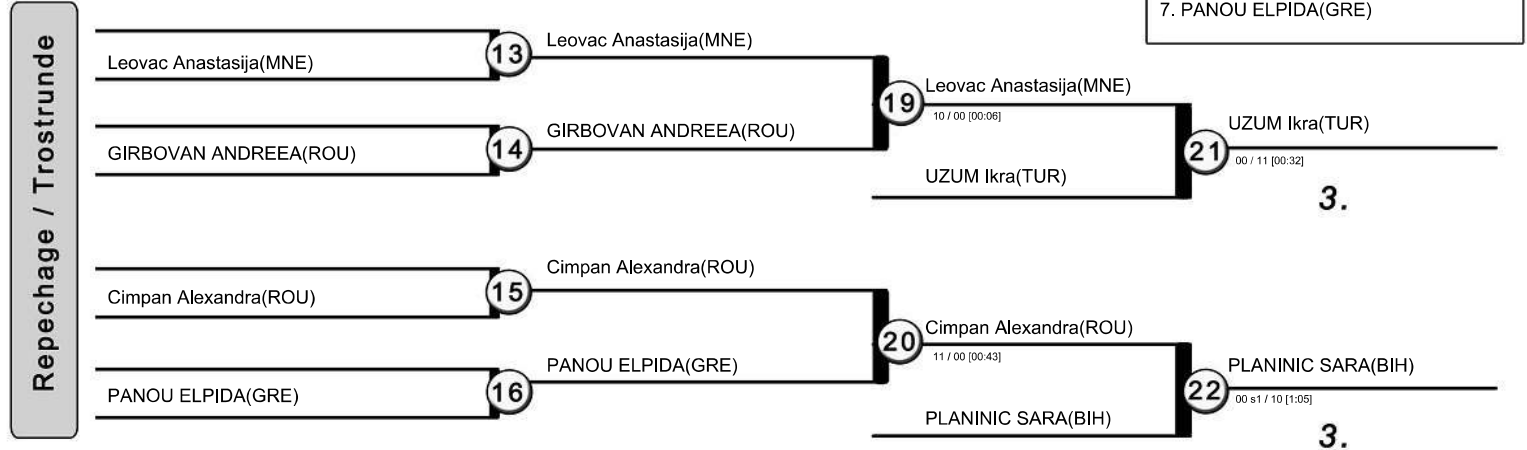 7. PANOU ELPIDA(GRE)
Repechage / Trostrunde
Leovac Anastasija(MNE)
13
Leovac Anastasija(MNE)
GIRBOVAN ANDREEA(ROU)
14
GIRBOVAN ANDREEA(ROU)
19
Leovac Anastasija(MNE)
10 / 00 [00:06]
UZUM Ikra(TUR)
21
UZUM Ikra(TUR)
00 / 11 [00:32]
3.
Cimpan Alexandra(ROU)
15
Cimpan Alexandra(ROU)
PANOU ELPIDA(GRE)
16
PANOU ELPIDA(GRE)
20
Cimpan Alexandra(ROU)
11 / 00 [00:43]
PLANINIC SARA(BIH)
22
PLANINIC SARA(BIH)
00 s1 / 10 [1:05]
3.